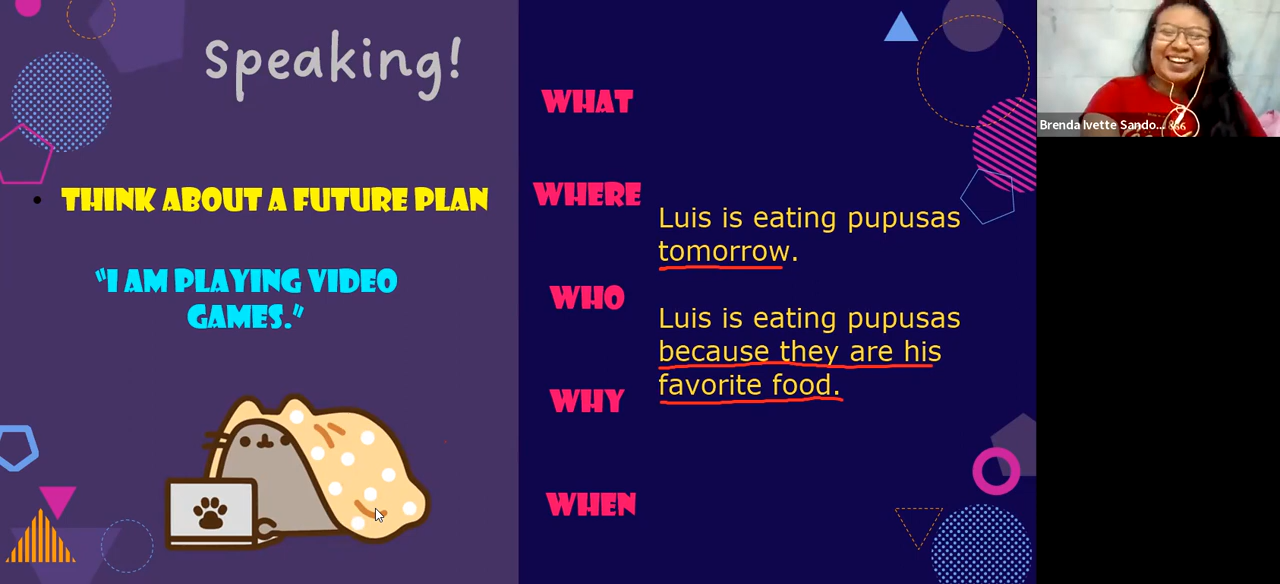 Speaking!
THINK ABOUT A FUTURE PLAN
"I AM PLAYING VIDEO
GAMES."
WHAT
WHERE
WHO
WHY
WHEN
Luis is eating pupusas
tomorrow.
Luis is eating pupusas
because they are his
favorite food.
Brenda Ivette Sando...